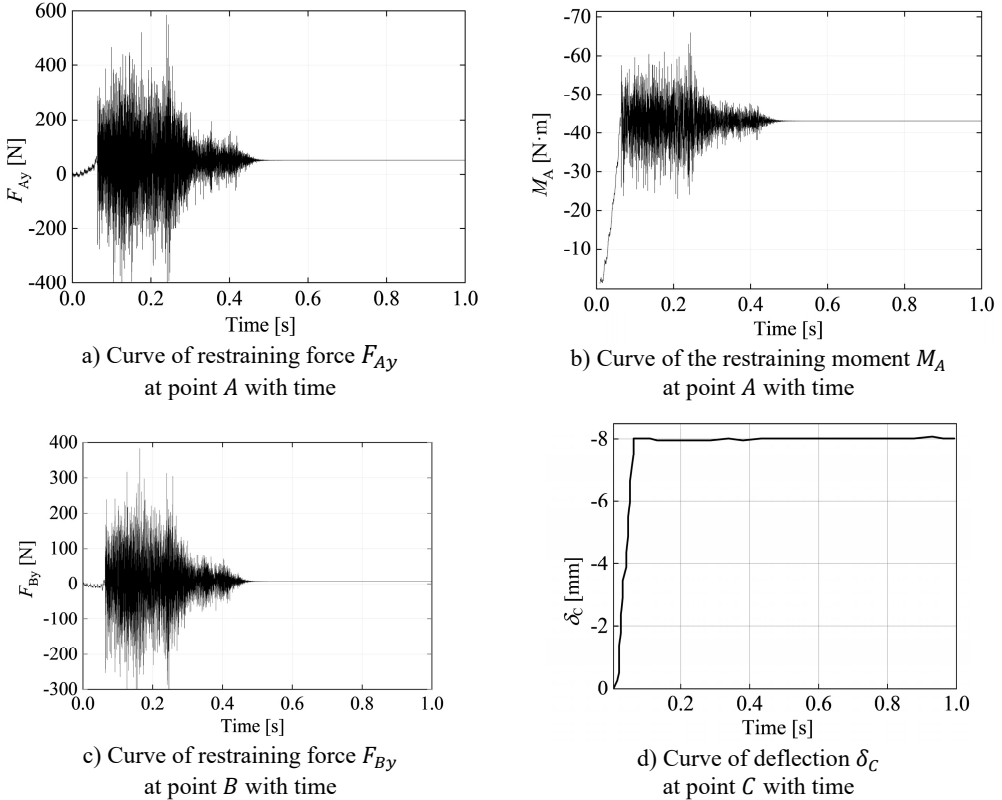 600
400
200
0
-200
-400
F_Ay [N]
0.0 0.2 0.4 0.6 0.8 1.0
Time [s]
a) Curve of restraining force F_Ay
at point A with time
-70
-60
-50
-40
-30
-20
-10
M_A [N·m]
0.0 0.2 0.4 0.6 0.8 1.0
Time [s]
b) Curve of the restraining moment M_A
at point A with time
400
300
200
100
0
-100
-200
-300
F_By [N]
0.0 0.2 0.4 0.6 0.8 1.0
Time [s]
c) Curve of restraining force F_By
at point B with time
-8
-6
-4
-2
0
δ_C [mm]
0.2 0.4 0.6 0.8 1.0
Time [s]
d) Curve of deflection δ_C
at point C with time